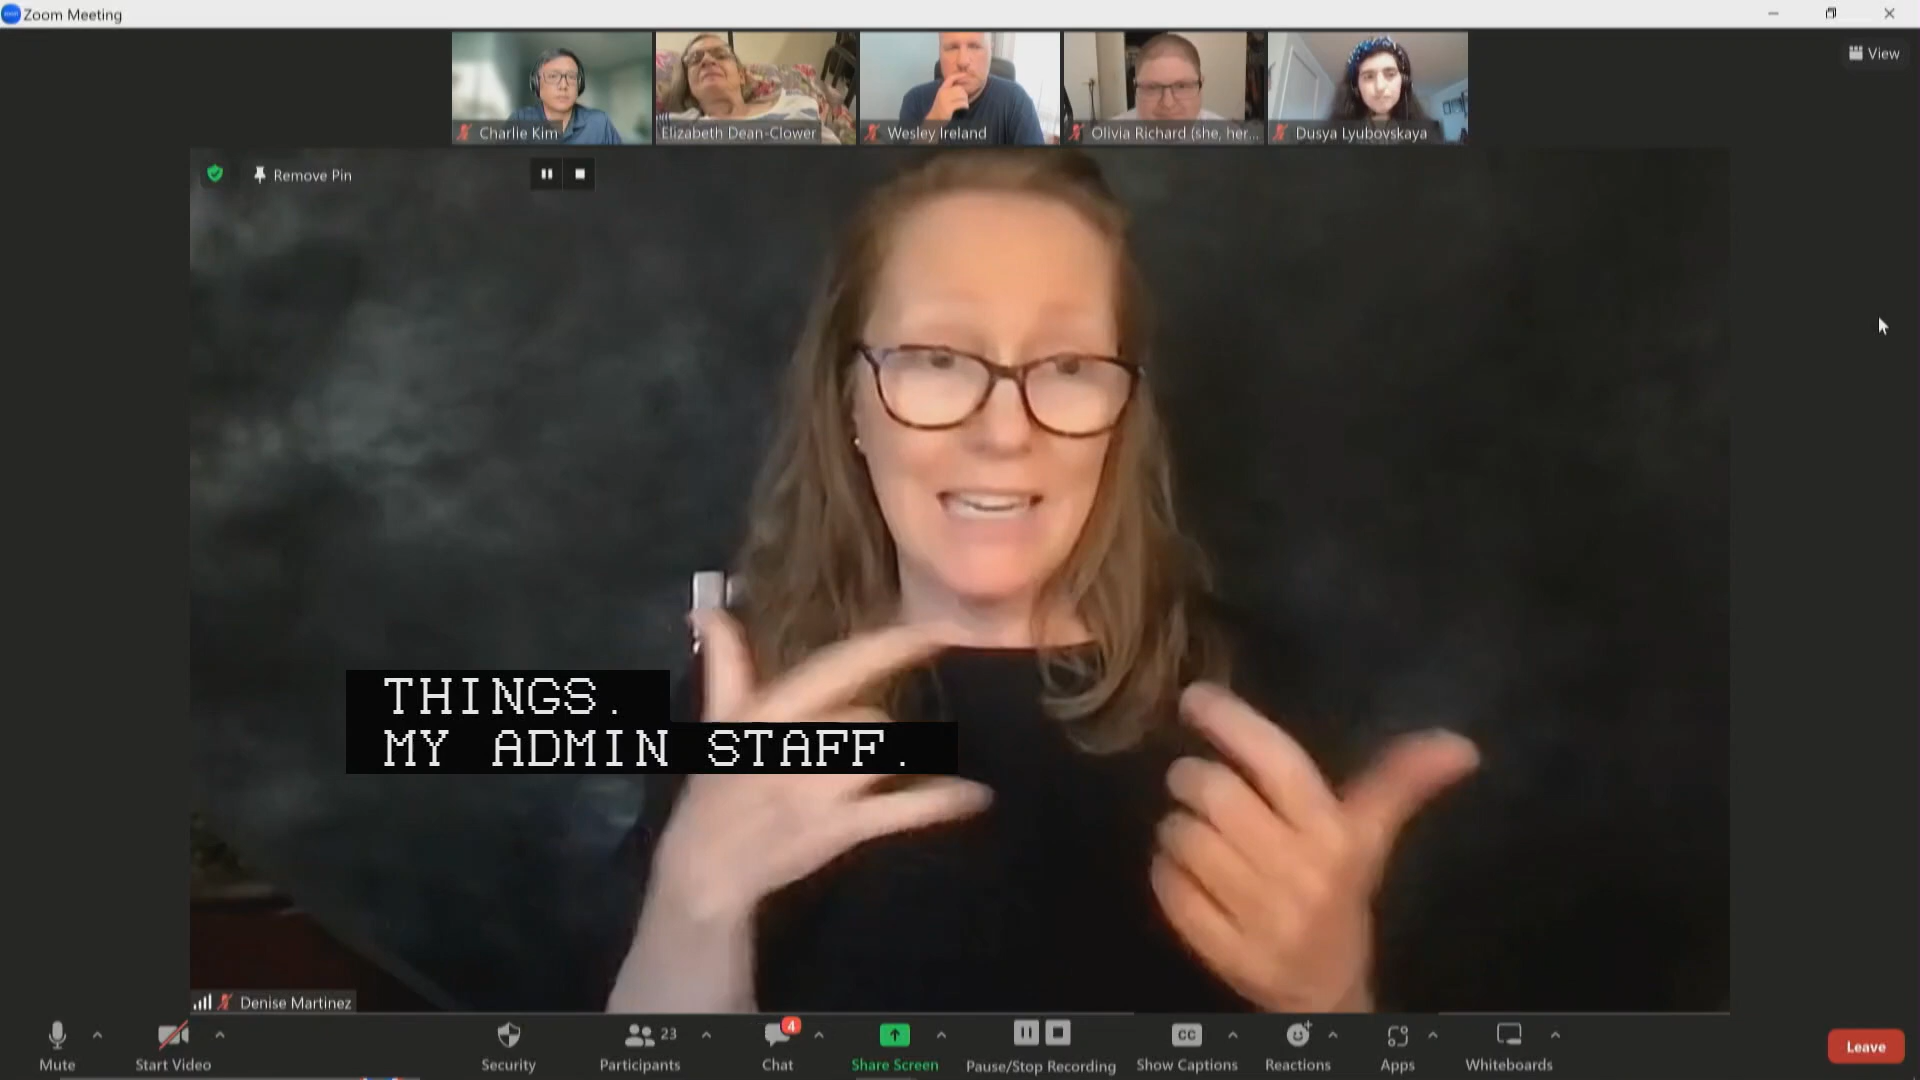 Zoom Meeting
View
Charlie Kim
Elizabeth Dean-Clower
Wesley Ireland
Olivia Richard (she, her...
Dusya Lyubovskaya
Remove Pin
THINGS.
MY ADMIN STAFF.
Denise Martinez
Mute
Start Video
Security
Participants
23
Chat
4
Share Screen
Pause/Stop Recording
CC
Show Captions
Reactions
Apps
Whiteboards
Leave